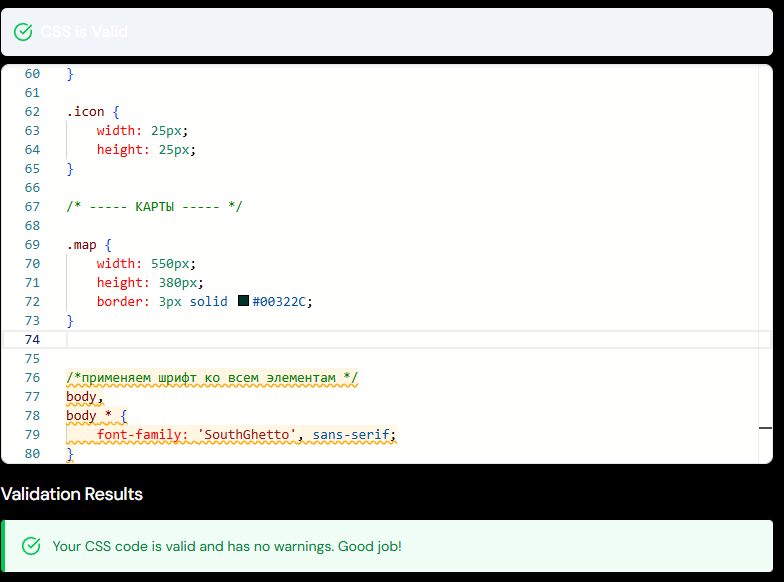 CSS is Valid
60 }
61
62 .icon {
63 width: 25px;
64 height: 25px;
65 }
66
67 /* ----- КАРТЫ ----- */
68
69 .map {
70 width: 550px;
71 height: 380px;
72 border: 3px solid #00322C;
73 }
74
75
76 /*применяем шрифт ко всем элементам */
77 body,
78 body * {
79 font-family: 'SouthGhetto', sans-serif;
80 }
Validation Results
Your CSS code is valid and has no warnings. Good job!